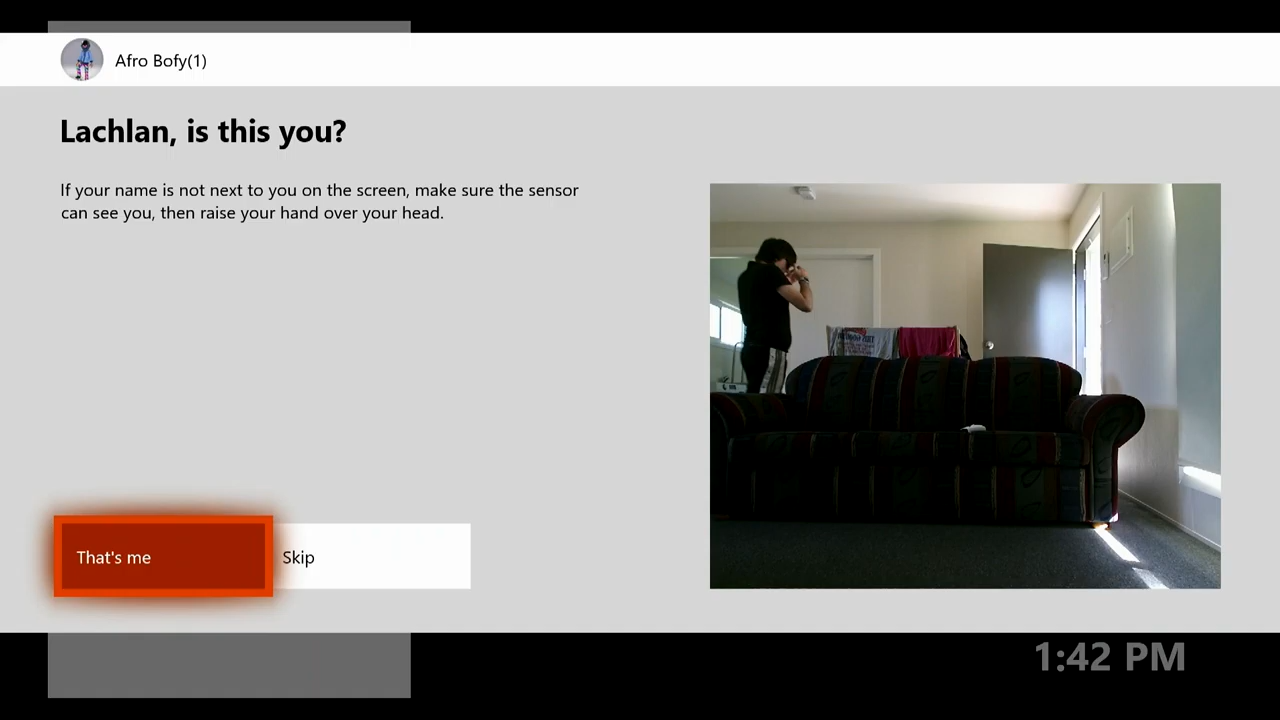 Afro Bofy(1)
Lachlan, is this you?
If your name is not next to you on the screen, make sure the sensor
can see you, then raise your hand over your head.
That's me
Skip
1:42 PM